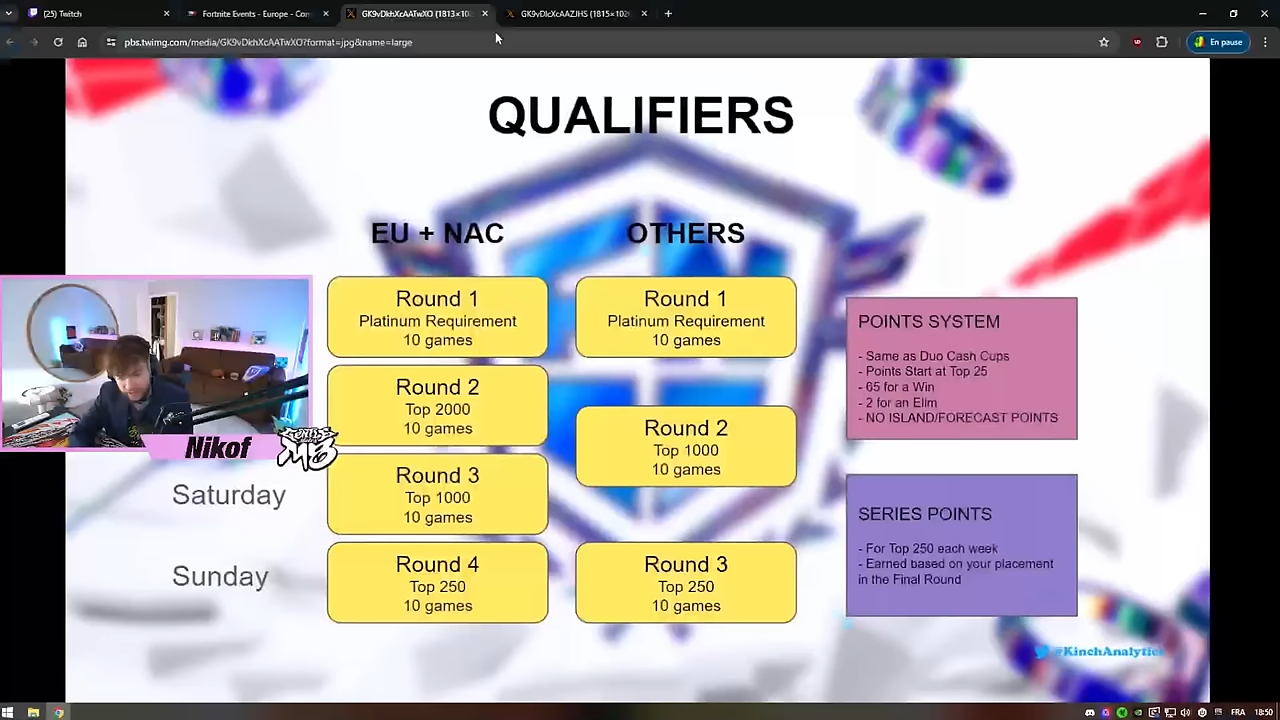 (25) Twitch
Fortnite Events - Europe - Con
GK9vDkhXcAATwXO (1813×102
GK9vDlcXcAAZJHS (1815×102
pbs.twimg.com/media/GK9vDkhXcAATwXO?format=jpg&name=large
En pause
QUALIFIERS
EU + NAC
OTHERS
Round 1
Platinum Requirement
10 games
Round 1
Platinum Requirement
10 games
POINTS SYSTEM
- Same as Duo Cash Cups
- Points Start at Top 25
- 65 for a Win
- 2 for an Elim
- NO ISLAND/FORECAST POINTS
Round 2
Top 2000
10 games
Round 2
Top 1000
10 games
Nikof
Saturday
Round 3
Top 1000
10 games
SERIES POINTS
- For Top 250 each week
- Earned based on your placement
in the Final Round
Sunday
Round 4
Top 250
10 games
Round 3
Top 250
10 games
@KinchAnalytics
FRA
18:50